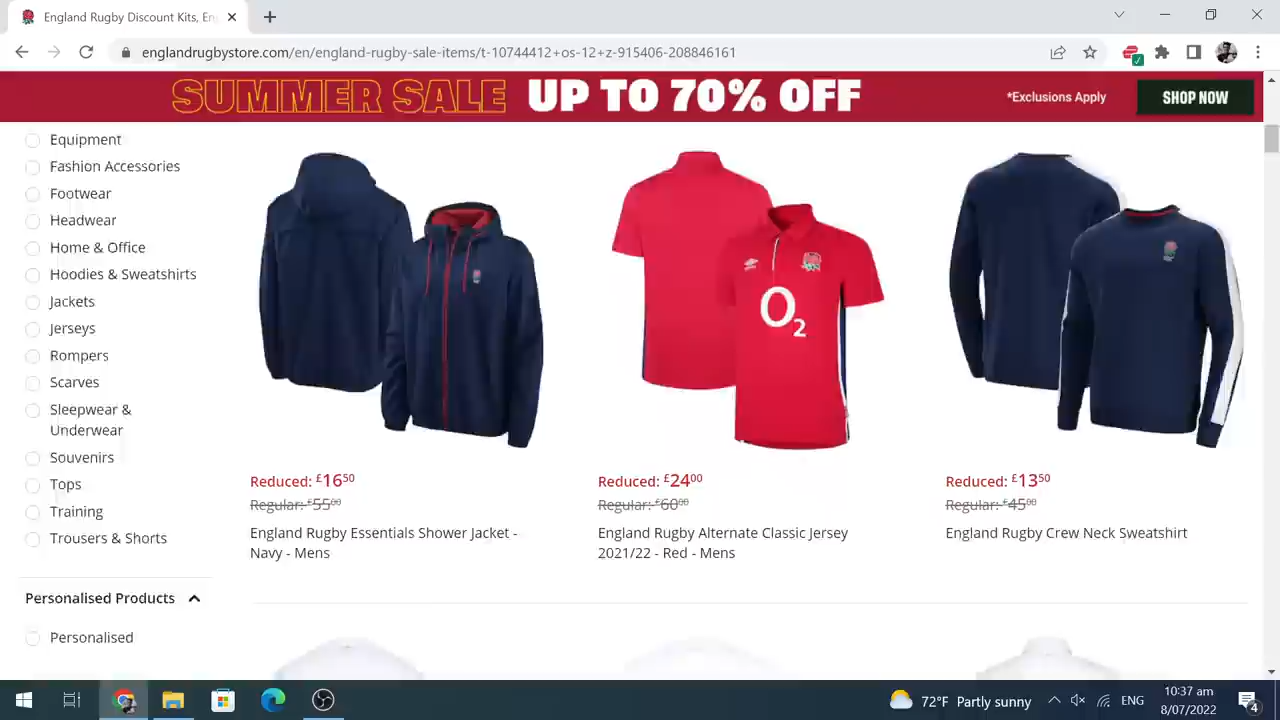 England Rugby Discount Kits, En
englandrugbystore.com/en/england-rugby-sale-items/t-10744412+os-12+z-915406-208846161
SUMMER SALE UP TO 70% OFF
*Exclusions Apply
SHOP NOW
Equipment
Fashion Accessories
Footwear
Headwear
Home & Office
Hoodies & Sweatshirts
Jackets
Jerseys
Rompers
Scarves
Sleepwear &
Underwear
Souvenirs
Tops
Training
Trousers & Shorts
Personalised Products
Personalised
O2
Reduced: £16.50
Regular: £55.00
England Rugby Essentials Shower Jacket -
Navy - Mens
Reduced: £24.00
Regular: £60.00
England Rugby Alternate Classic Jersey
2021/22 - Red - Mens
Reduced: £13.50
Regular: £45.00
England Rugby Crew Neck Sweatshirt
72°F Partly sunny
ENG
10:37 am
8/07/2022
4